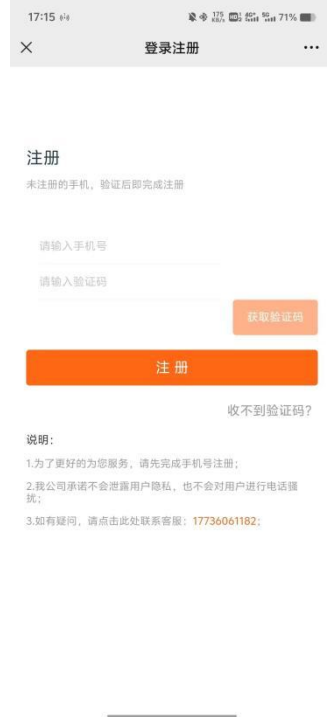 17:15
175 KB/s HD 4G 5G 71%
登录注册
注册
未注册的手机，验证后即完成注册
请输入手机号
请输入验证码
获取验证码
注 册
收不到验证码?
说明：
1.为了更好的为您服务，请先完成手机号注册；
2.我公司承诺不会泄露用户隐私、也不会对用户进行电话骚
扰；
3.如有疑问，请点击此处联系客服：17736061182；